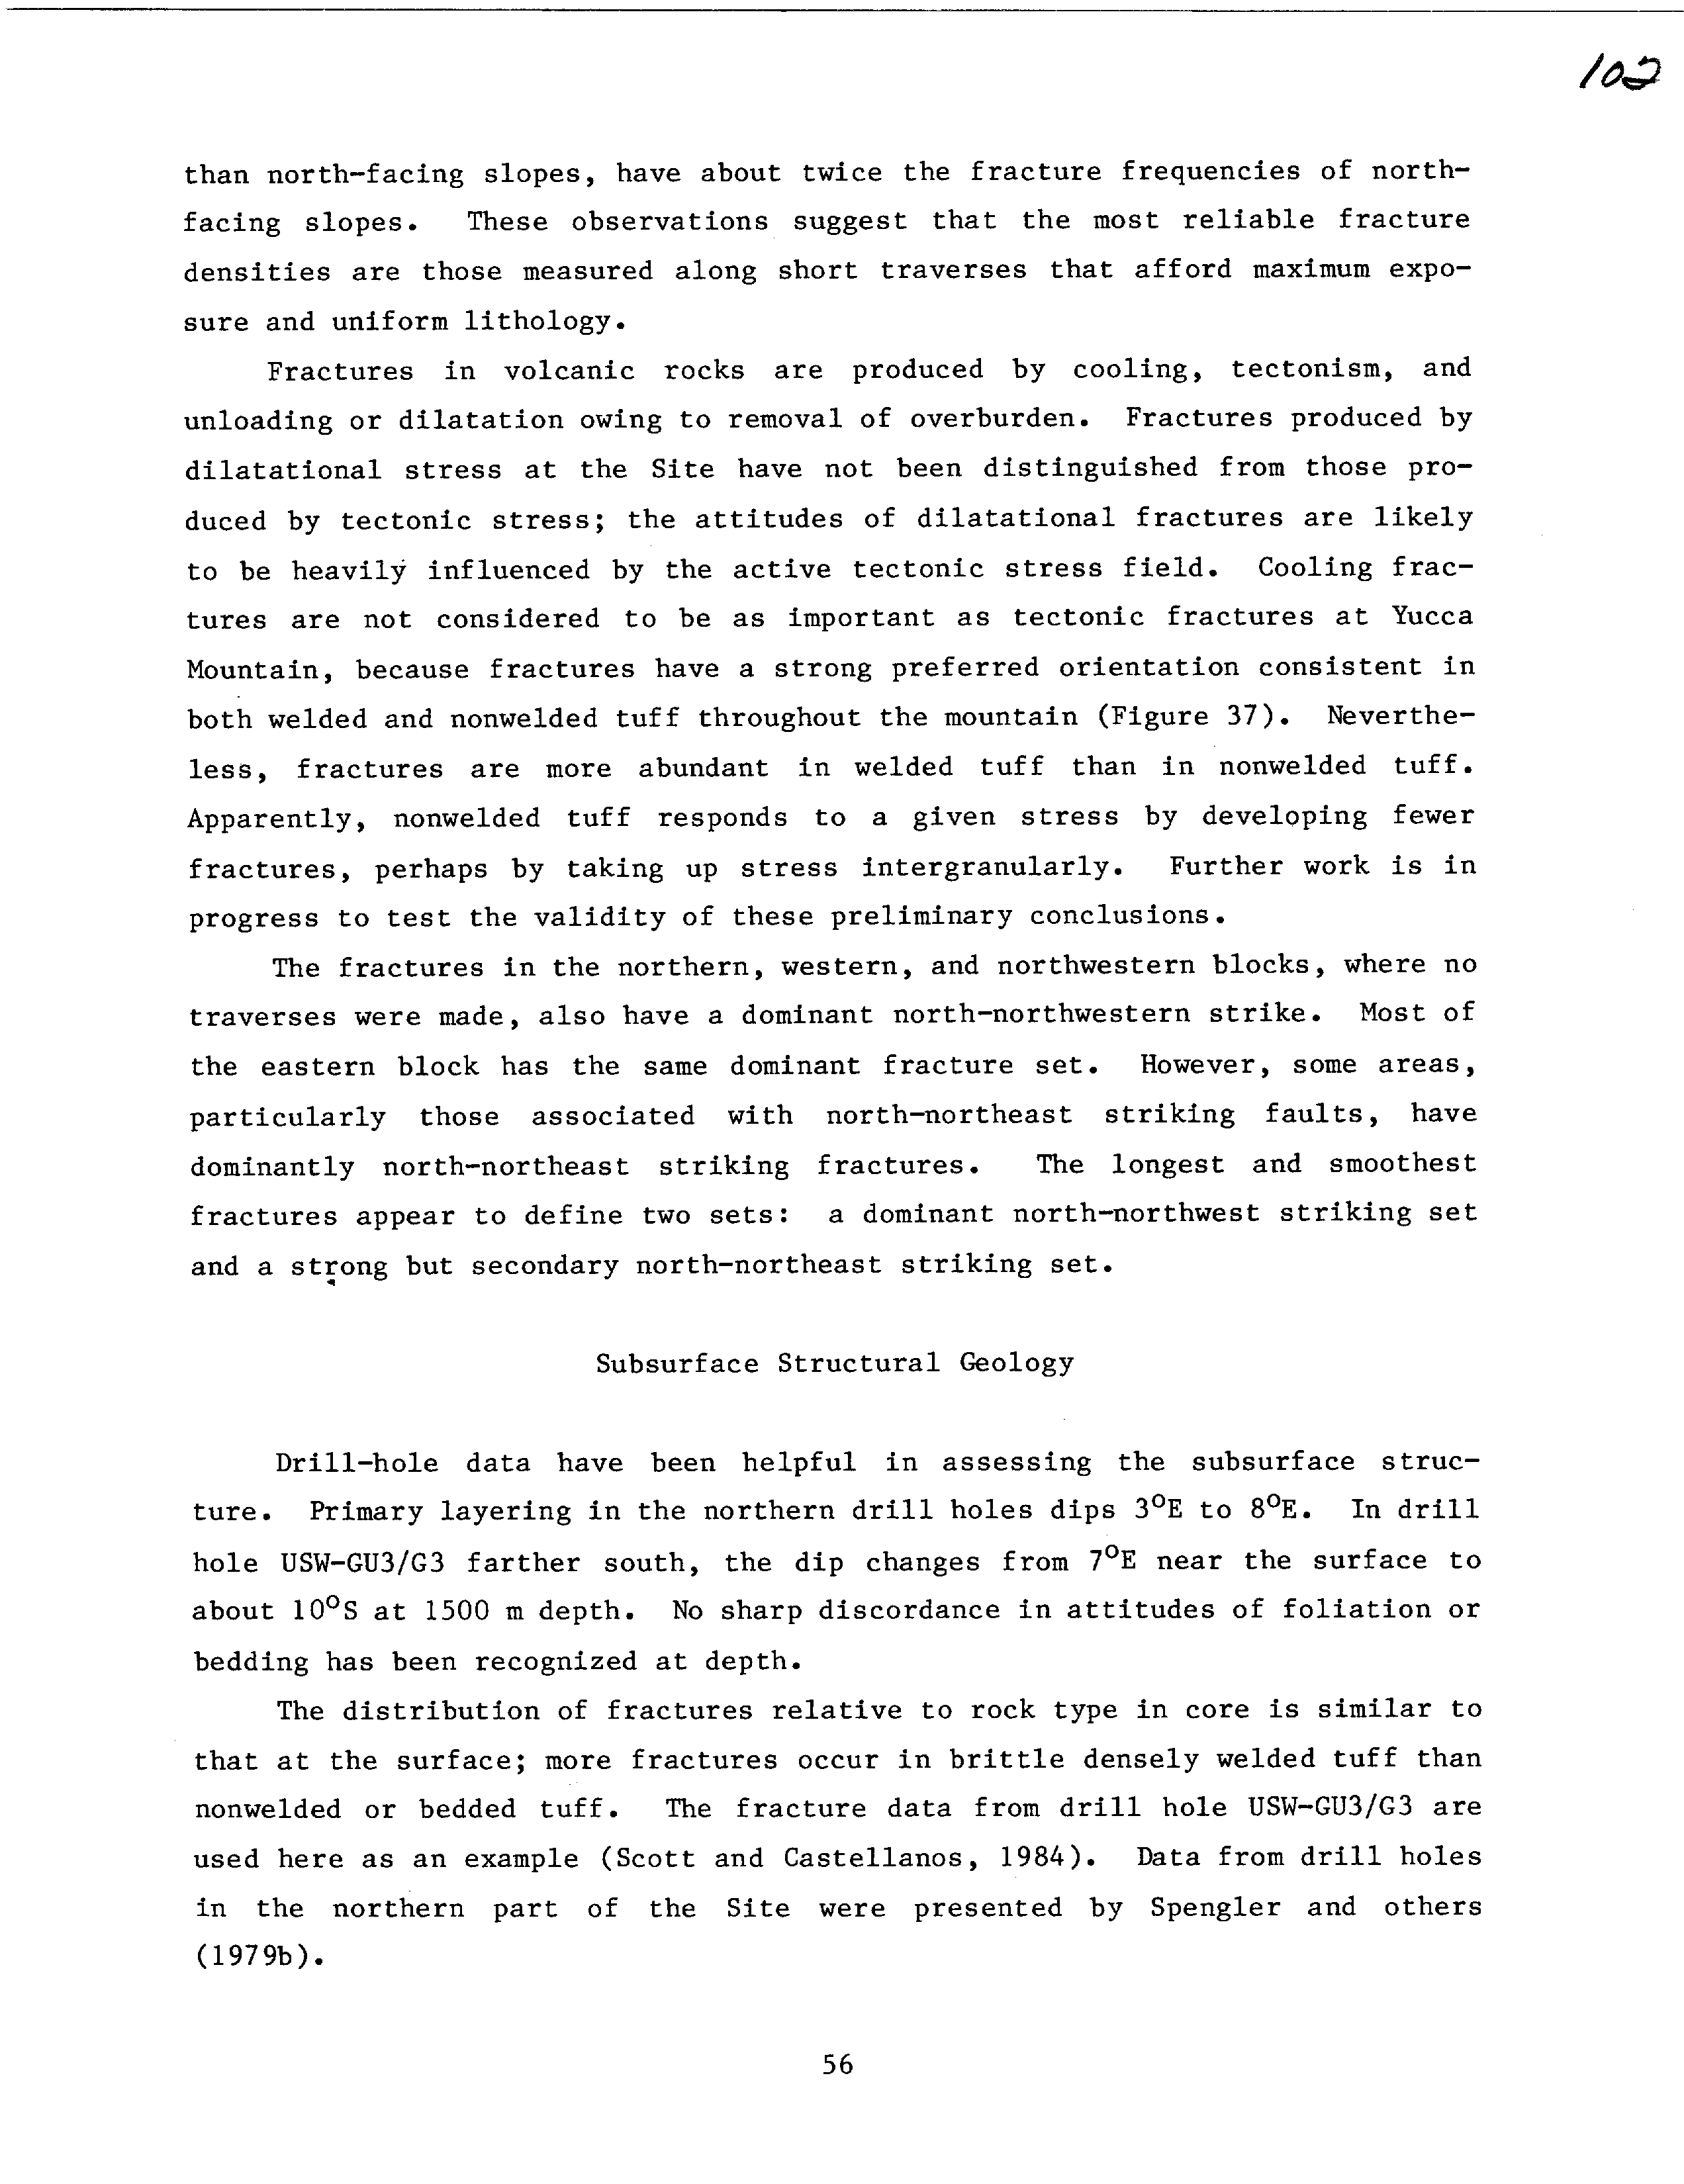 102
than north-facing slopes, have about twice the fracture frequencies of north-
facing slopes. These observations suggest that the most reliable fracture
densities are those measured along short traverses that afford maximum expo-
sure and uniform lithology.
Fractures in volcanic rocks are produced by cooling, tectonism, and
unloading or dilatation owing to removal of overburden. Fractures produced by
dilatational stress at the Site have not been distinguished from those pro-
duced by tectonic stress; the attitudes of dilatational fractures are likely
to be heavily influenced by the active tectonic stress field. Cooling frac-
tures are not considered to be as important as tectonic fractures at Yucca
Mountain, because fractures have a strong preferred orientation consistent in
both welded and nonwelded tuff throughout the mountain (Figure 37). Neverthe-
less, fractures are more abundant in welded tuff than in nonwelded tuff.
Apparently, nonwelded tuff responds to a given stress by developing fewer
fractures, perhaps by taking up stress intergranularly. Further work is in
progress to test the validity of these preliminary conclusions.
The fractures in the northern, western, and northwestern blocks, where no
traverses were made, also have a dominant north-northwestern strike. Most of
the eastern block has the same dominant fracture set. However, some areas,
particularly those associated with north-northeast striking faults, have
dominantly north-northeast striking fractures. The longest and smoothest
fractures appear to define two sets: a dominant north-northwest striking set
and a strong but secondary north-northeast striking set.
Subsurface Structural Geology
Drill-hole data have been helpful in assessing the subsurface struc-
ture. Primary layering in the northern drill holes dips 3°E to 8°E. In drill
hole USW-GU3/G3 farther south, the dip changes from 7°E near the surface to
about 10°S at 1500 m depth. No sharp discordance in attitudes of foliation or
bedding has been recognized at depth.
The distribution of fractures relative to rock type in core is similar to
that at the surface; more fractures occur in brittle densely welded tuff than
nonwelded or bedded tuff. The fracture data from drill hole USW-GU3/G3 are
used here as an example (Scott and Castellanos, 1984). Data from drill holes
in the northern part of the Site were presented by Spengler and others
(1979b).
56